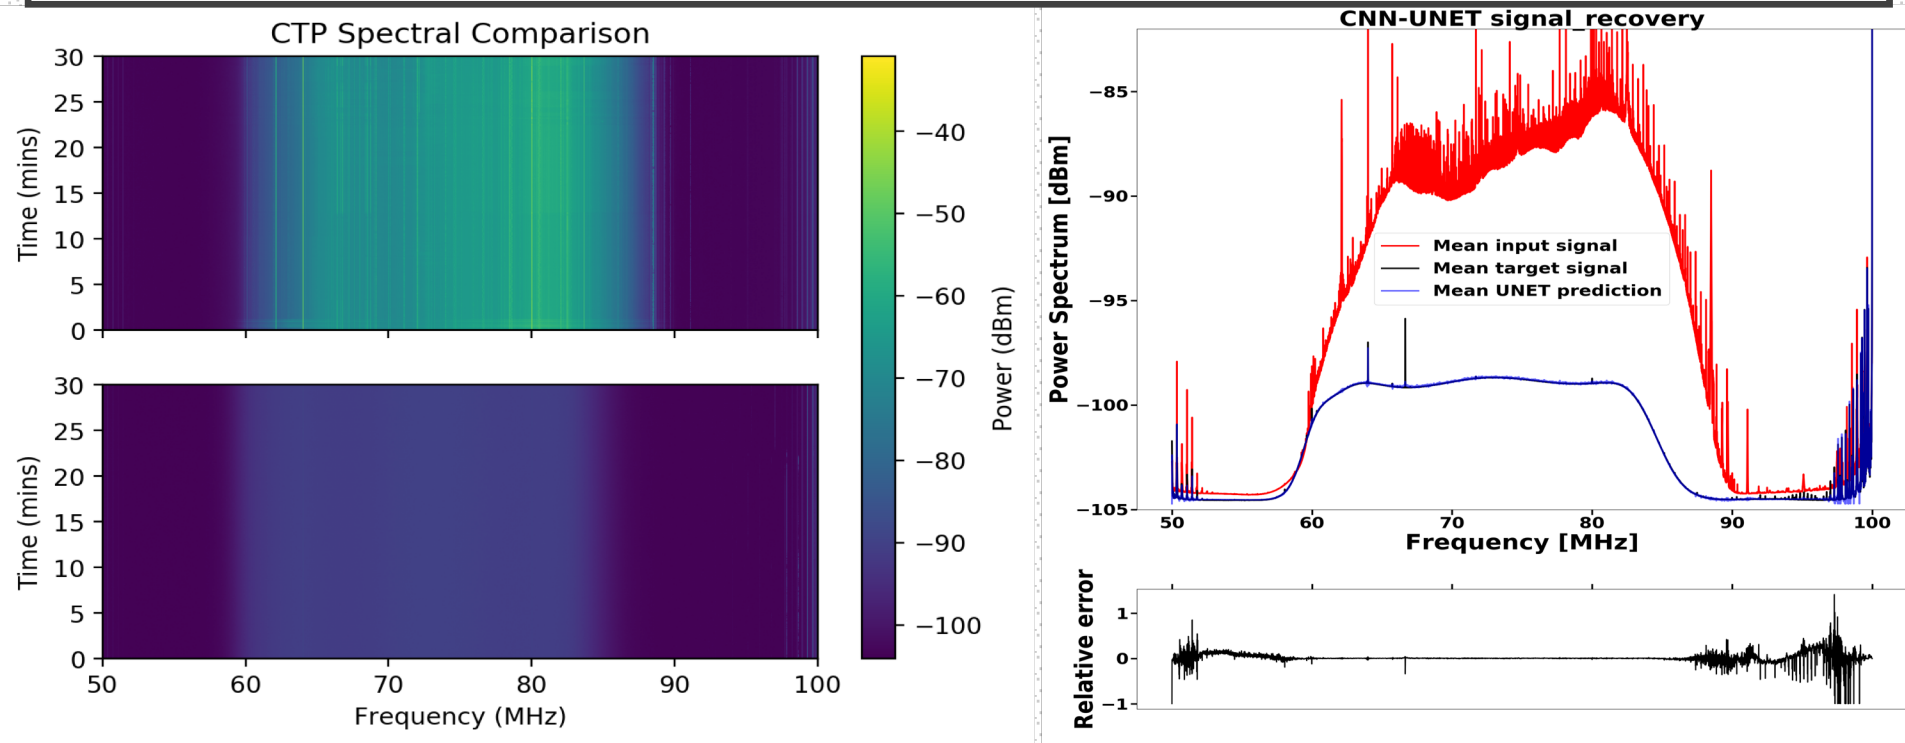 CTP Spectral Comparison
30
25
20
15
10
5
0
Time (mins)
30
25
20
15
10
5
0
Time (mins)
50 60 70 80 90 100
Frequency (MHz)
−40
−50
−60
−70
−80
−90
−100
Power (dBm)
CNN-UNET signal_recovery
−85
−90
−95
−100
−105
Power Spectrum [dBm]
Mean input signal
Mean target signal
Mean UNET prediction
50 60 70 80 90 100
Frequency [MHz]
1
0
−1
Relative error